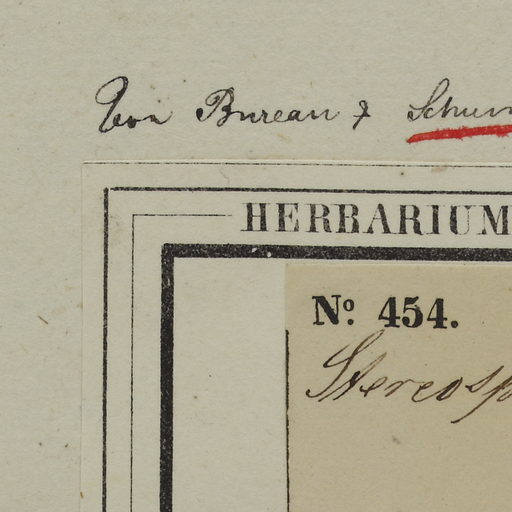 Von Bureau & Schum
HERBARIUM
No. 454.
Stereosp